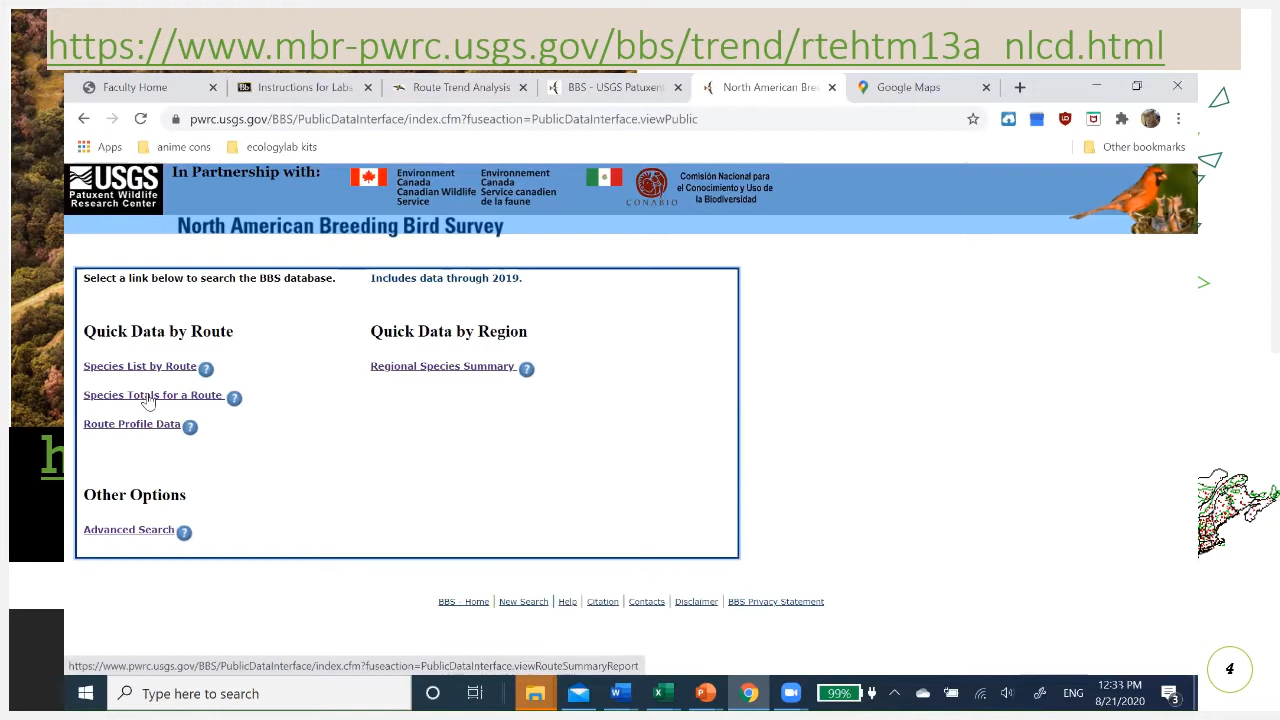 https://www.mbr-pwrc.usgs.gov/bbs/trend/rtehtm13a_nlcd.html
Faculty Home
Instructions for Labs
Route Trend Analysis
BBS - USGS Patuxent
North American Bre
Google Maps
pwrc.usgs.gov/BBS/PublicDataInterface/index.cfm?fuseaction=PublicDataInterface.viewPublic
Apps
anime cons
ecologylab kits
Other bookmarks
USGS
Patuxent Wildlife
Research Center
In Partnership with:
Environment
Canada
Canadian Wildlife
Service
Environnement
Canada
Service canadien
de la faune
CONABIO
Comisión Nacional para
el Conocimiento y Uso de
la Biodiversidad
North American Breeding Bird Survey
Select a link below to search the BBS database.
Includes data through 2019.
Quick Data by Route
Quick Data by Region
Species List by Route ?
Regional Species Summary ?
Species Totals for a Route ?
Route Profile Data ?
h
Other Options
Advanced Search ?
BBS - Home | New Search | Help | Citation | Contacts | Disclaimer | BBS Privacy Statement
https://www.pwrc.usgs.gov/BBS/PublicDataInterface/index.cfm?fuseaction=PublicDataInterface.viewRouteSummaryReport
4
Type here to search
99%
ENG
12:33 PM
8/21/2020
3